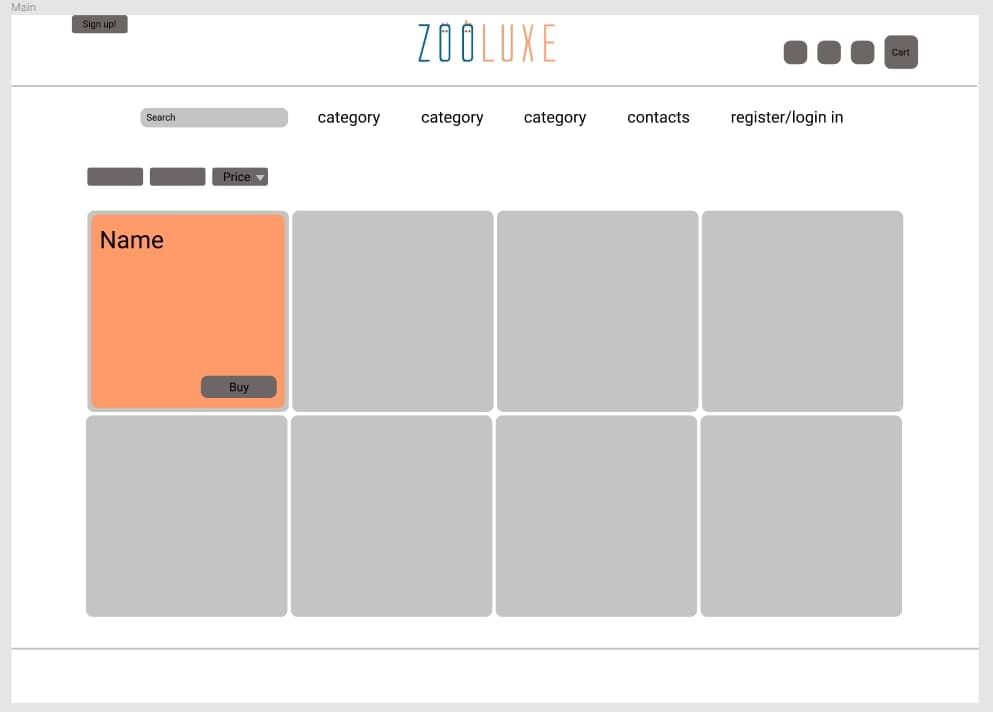 Main
Sign up!
ZOOLUXE
Cart
Search
category
category
category
contacts
register/login in
Price
Name
Buy